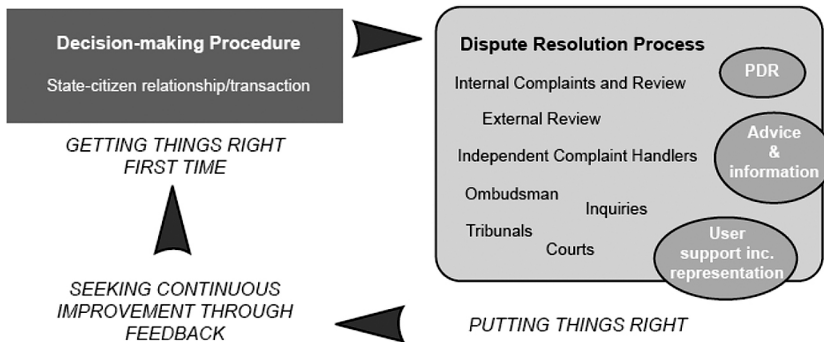 Decision-making Procedure
State-citizen relationship/transaction
GETTING THINGS RIGHT
FIRST TIME
Dispute Resolution Process
Internal Complaints and Review
External Review
Independent Complaint Handlers
Ombudsman
Inquiries
Tribunals
Courts
PDR
Advice
&
information
User
support inc.
representation
PUTTING THINGS RIGHT
SEEKING CONTINUOUS
IMPROVEMENT THROUGH
FEEDBACK